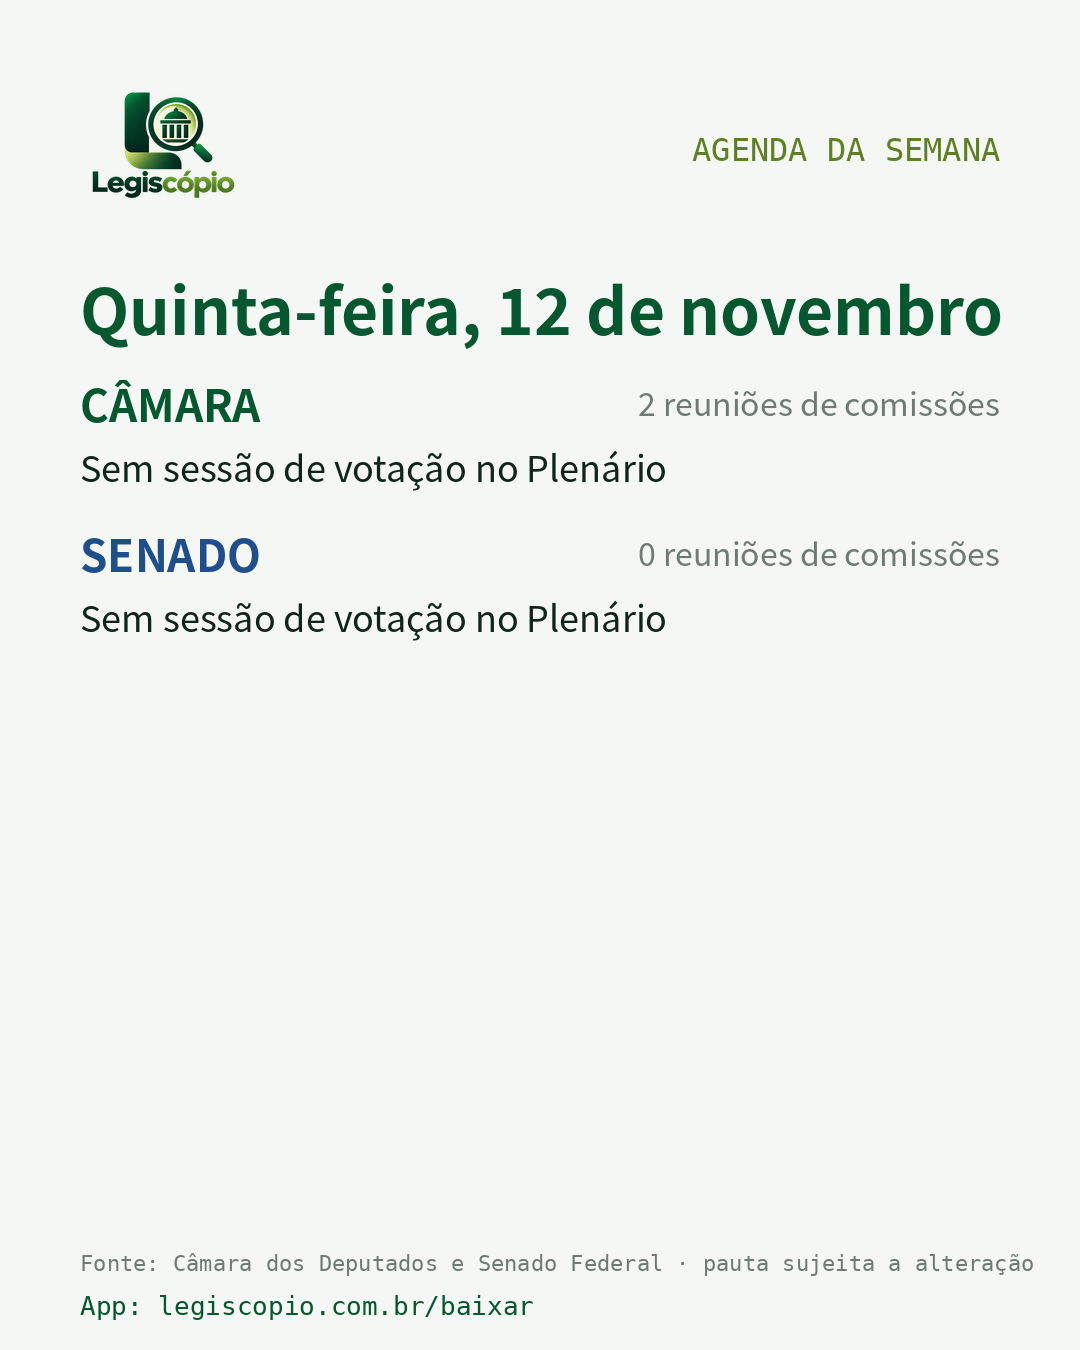 Legiscópio
AGENDA DA SEMANA
Quinta-feira, 12 de novembro
CÂMARA 2 reuniões de comissões
Sem sessão de votação no Plenário
SENADO 0 reuniões de comissões
Sem sessão de votação no Plenário
Fonte: Câmara dos Deputados e Senado Federal · pauta sujeita a alteração
App: legiscopio.com.br/baixar